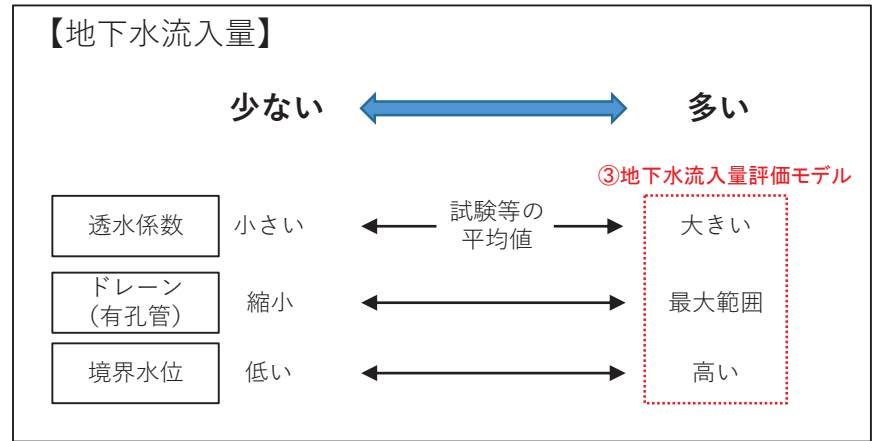 【地下水流入量】
少ない
多い
③地下水流入量評価モデル
透水係数
小さい
試験等の
平均値
大きい
ドレーン
(有孔管)
縮小
最大範囲
境界水位
低い
高い